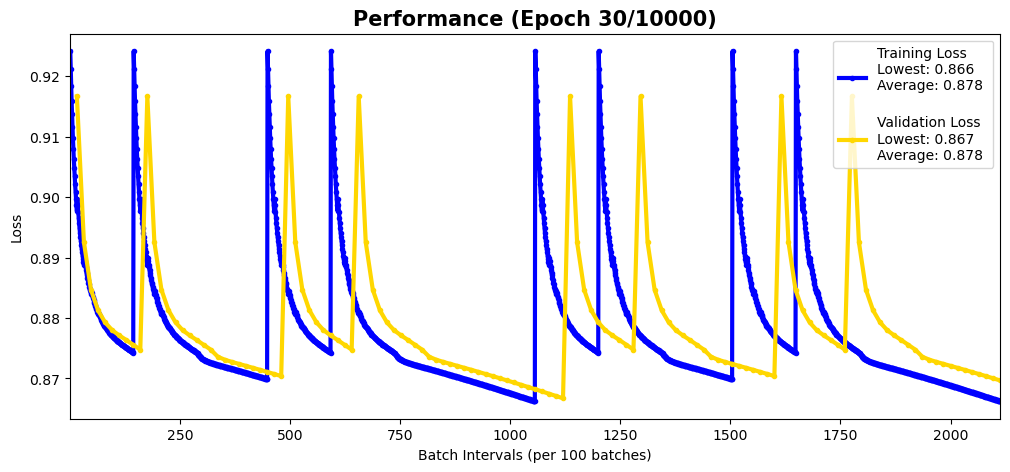 Performance (Epoch 30/10000)
Training Loss
Lowest: 0.866
Average: 0.878
Validation Loss
Lowest: 0.867
Average: 0.878
Loss
0.92
0.91
0.90
0.89
0.88
0.87
250
500
750
1000
1250
1500
1750
2000
Batch Intervals (per 100 batches)